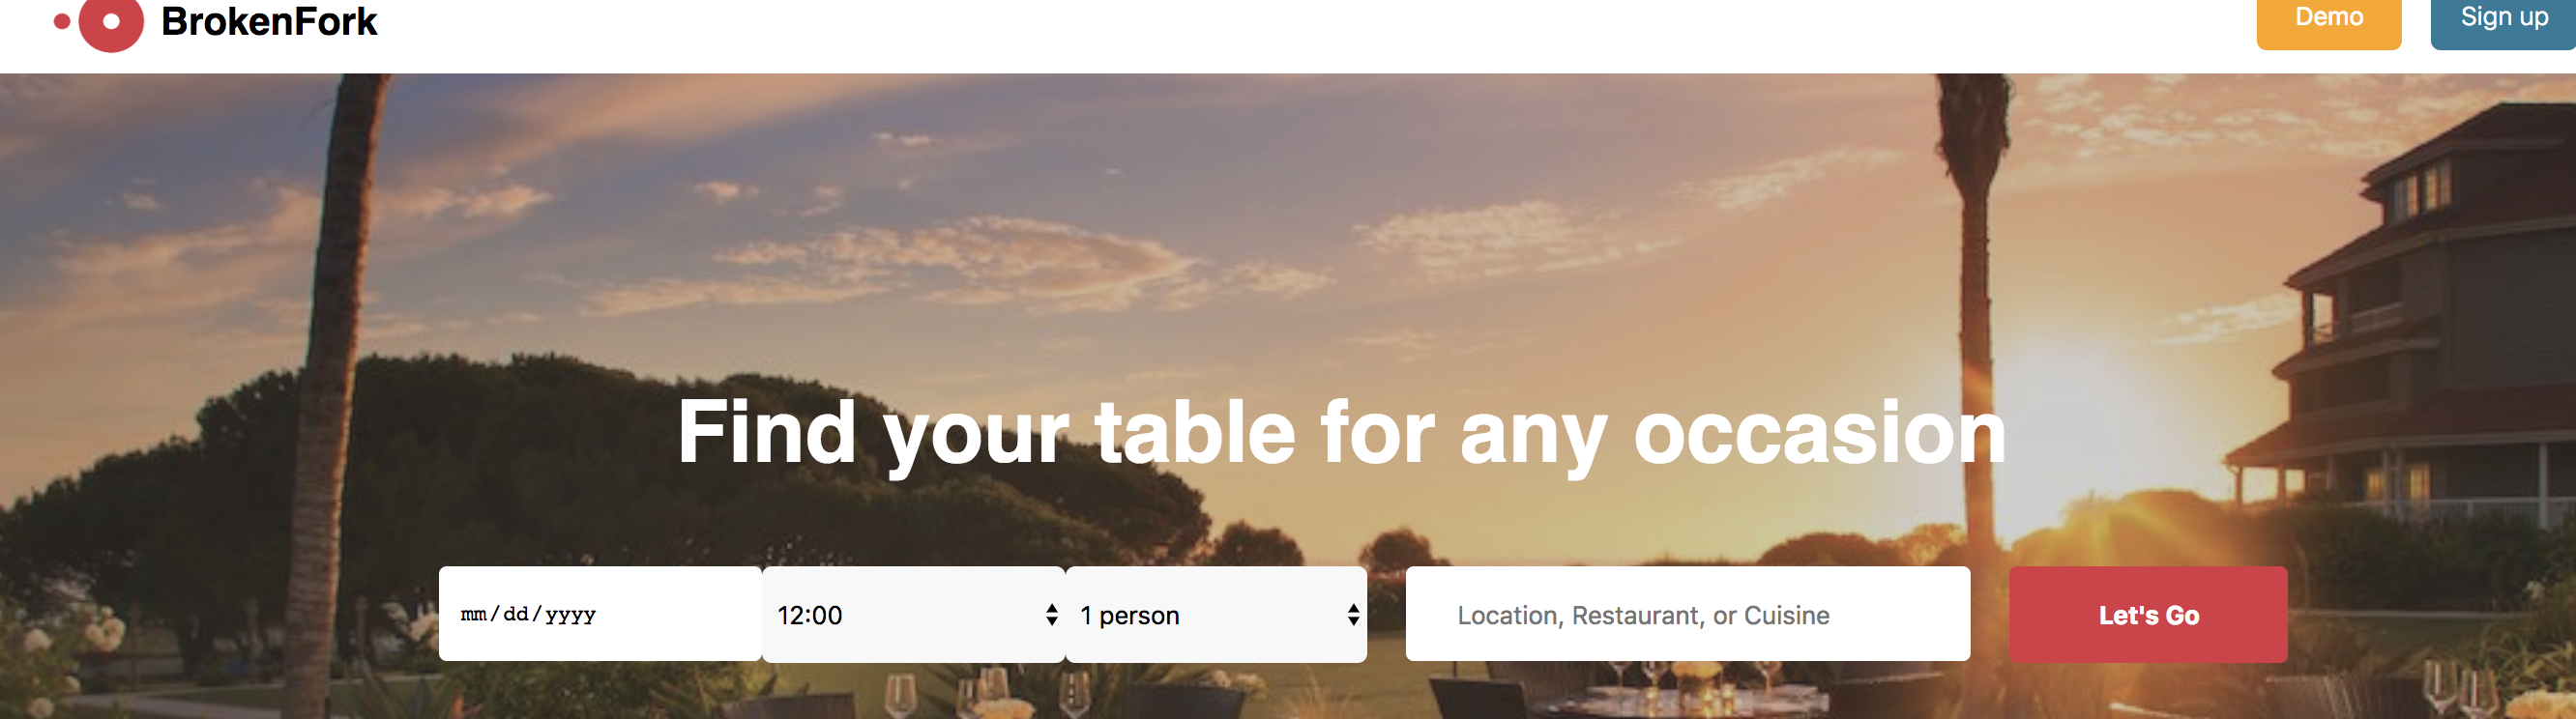 BrokenFork
Demo
Sign up
Find your table for any occasion
mm/dd/yyyy
12:00
1 person
Location, Restaurant, or Cuisine
Let's Go